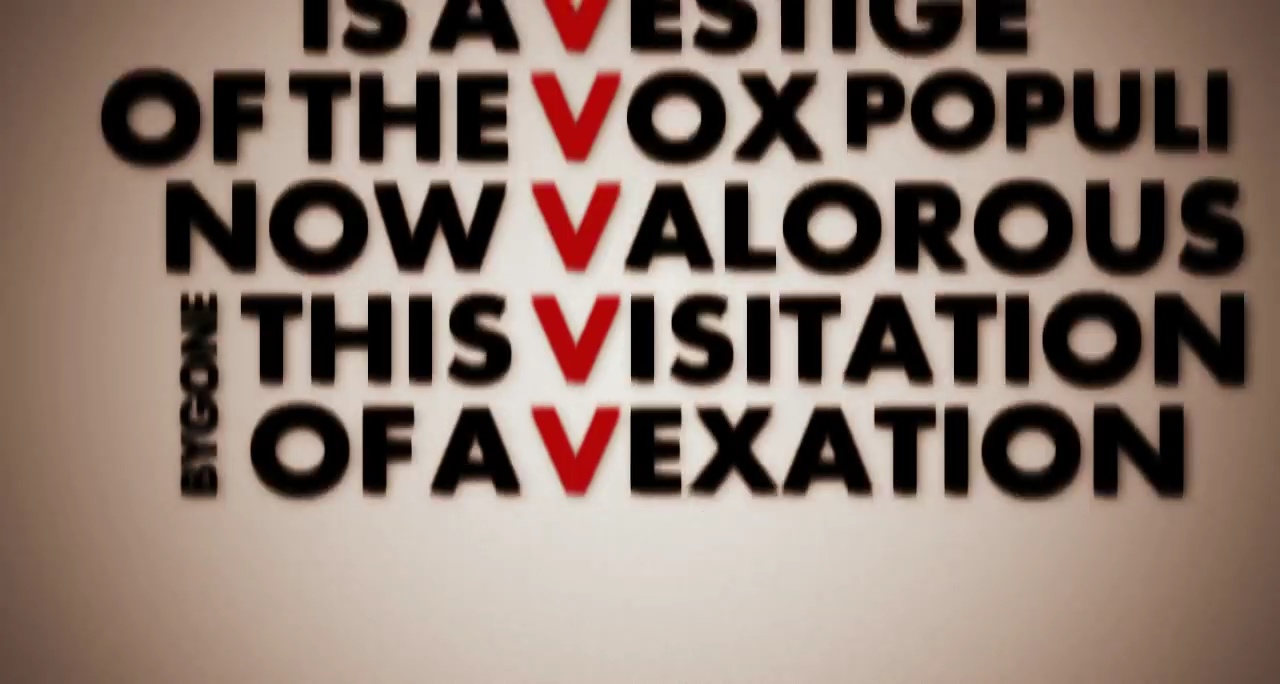 IS A VESTIGE
OF THE VOX POPULI
NOW VALOROUS
THIS VISITATION
BYGONE
OF A VEXATION